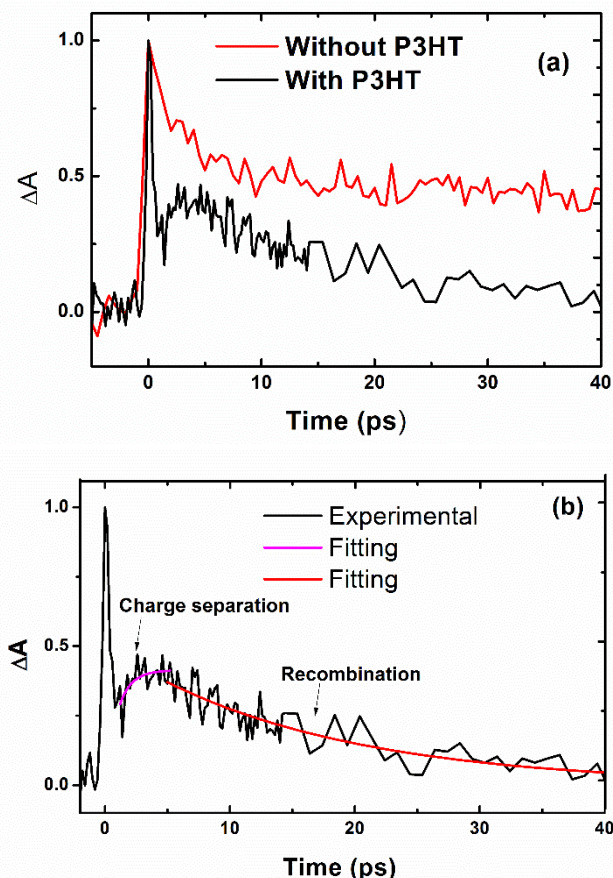 1.0
0.5
0.0
ΔA
Without P3HT
With P3HT
(a)
0 10 20 30 40
Time (ps)
1.0
0.5
0.0
ΔA
Experimental
Fitting
Fitting
(b)
Charge separation
Recombination
0 10 20 30 40
Time (ps)